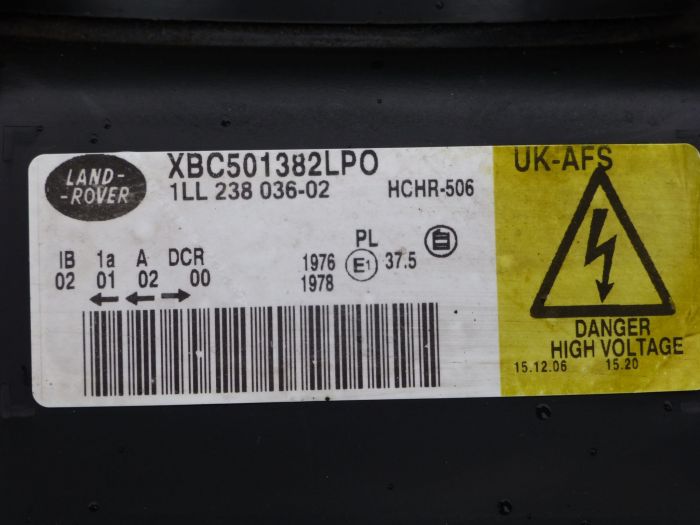 LAND-
-ROVER
XBC501382LPO
1LL 238 036-02
HCHR-506
UK-AFS
IB 1a A DCR
02 01 02 00
PL
自
1976 E1 37.5
1978
DANGER
HIGH VOLTAGE
15.12.06 15.20